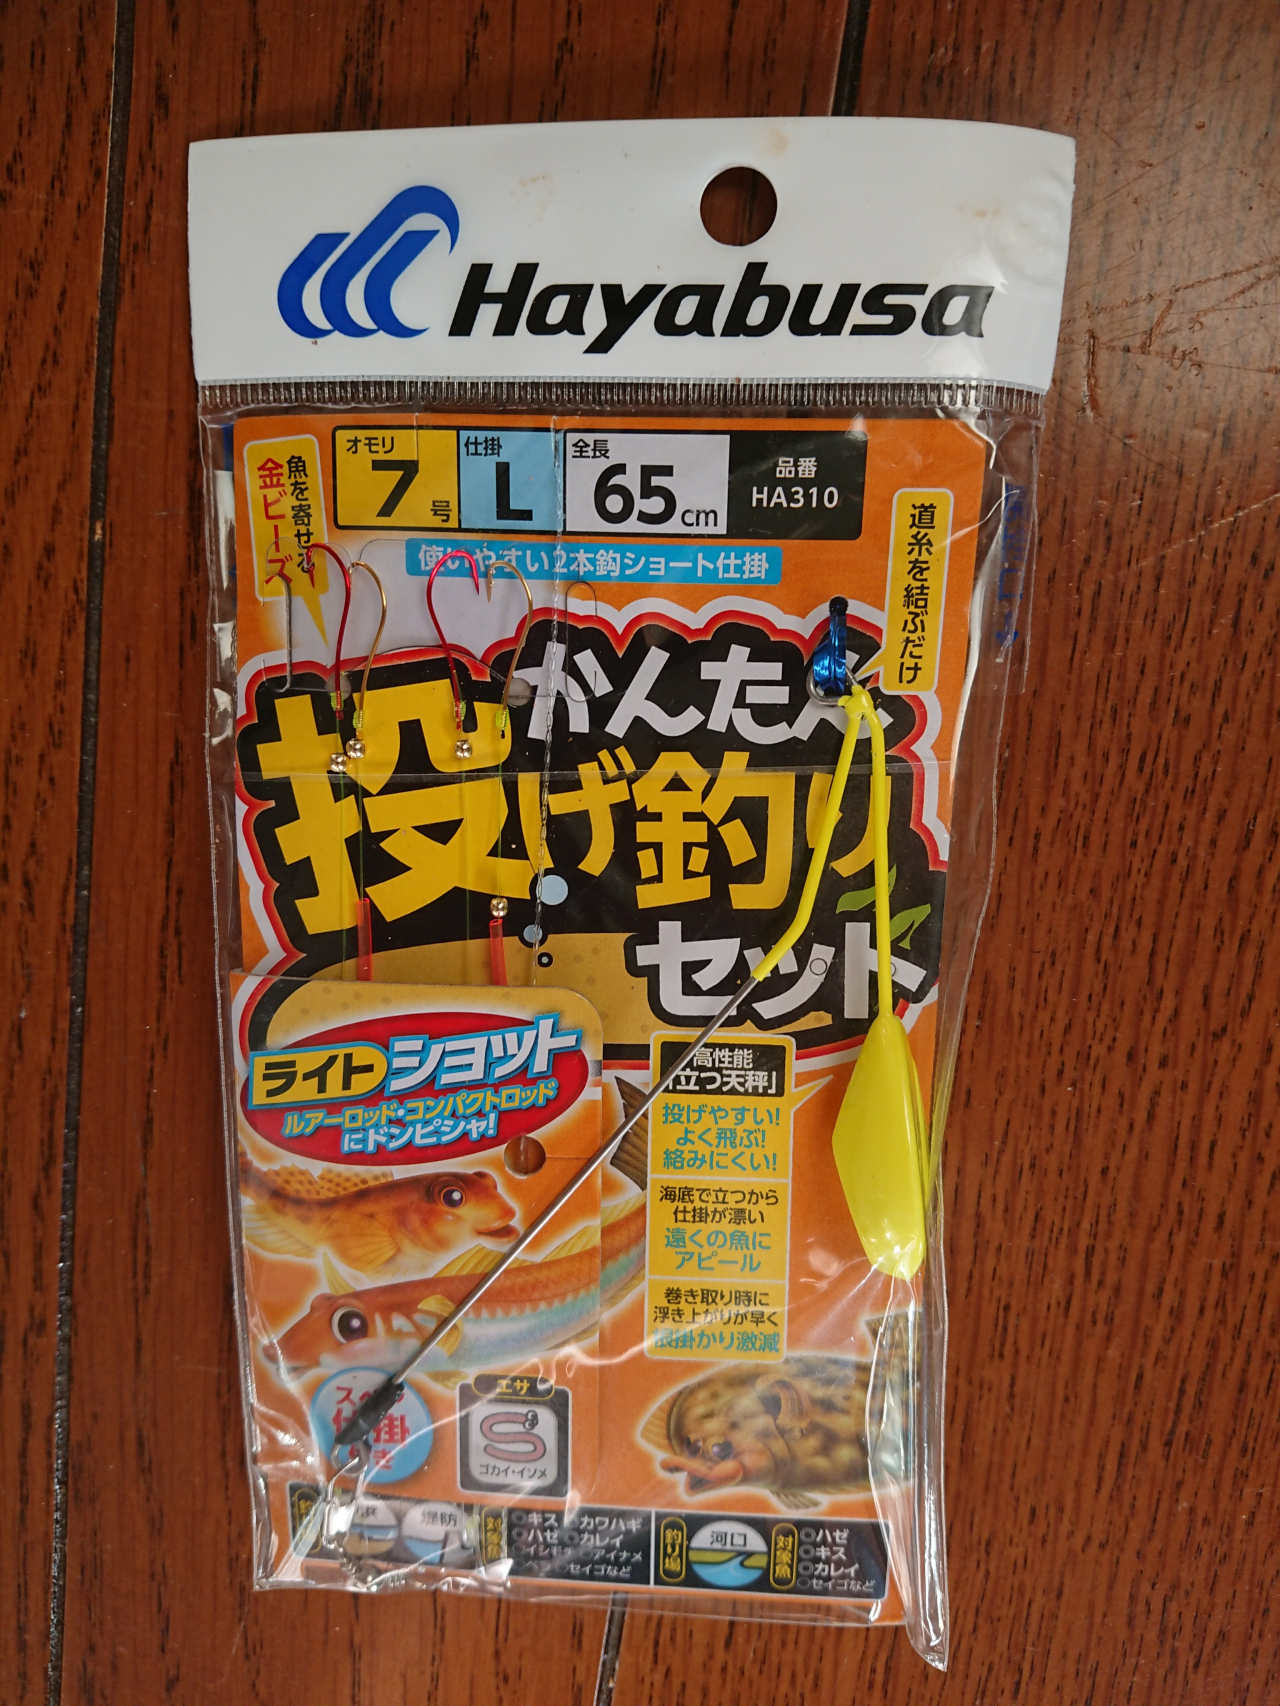 Hayabusa
オモリ
7号
仕掛
L
全長
65cm
品番
HA310
魚を寄せる
金ビーズ
使いやすい2本鈎ショート仕掛
道糸を結ぶだけ
かんたん
投げ釣り
セット
ライトショット
ルアーロッド・コンパクトロッド
にドンピシャ!
高性能
「立つ天秤」
投げやすい!
よく飛ぶ!
絡みにくい!
海底で立つから
仕掛が漂い
遠くの魚に
アピール
巻き取り時に
浮き上がりが早く
根掛かり激減
仕掛
エサ
ゴカイ・イソメ
堤防
対象魚
◎キス
カワハギ
◎ハゼ
カレイ
アイナメ
セイゴなど
釣り場
河口
対象魚
◎ハゼ
◎キス
◎カレイ
○セイゴなど